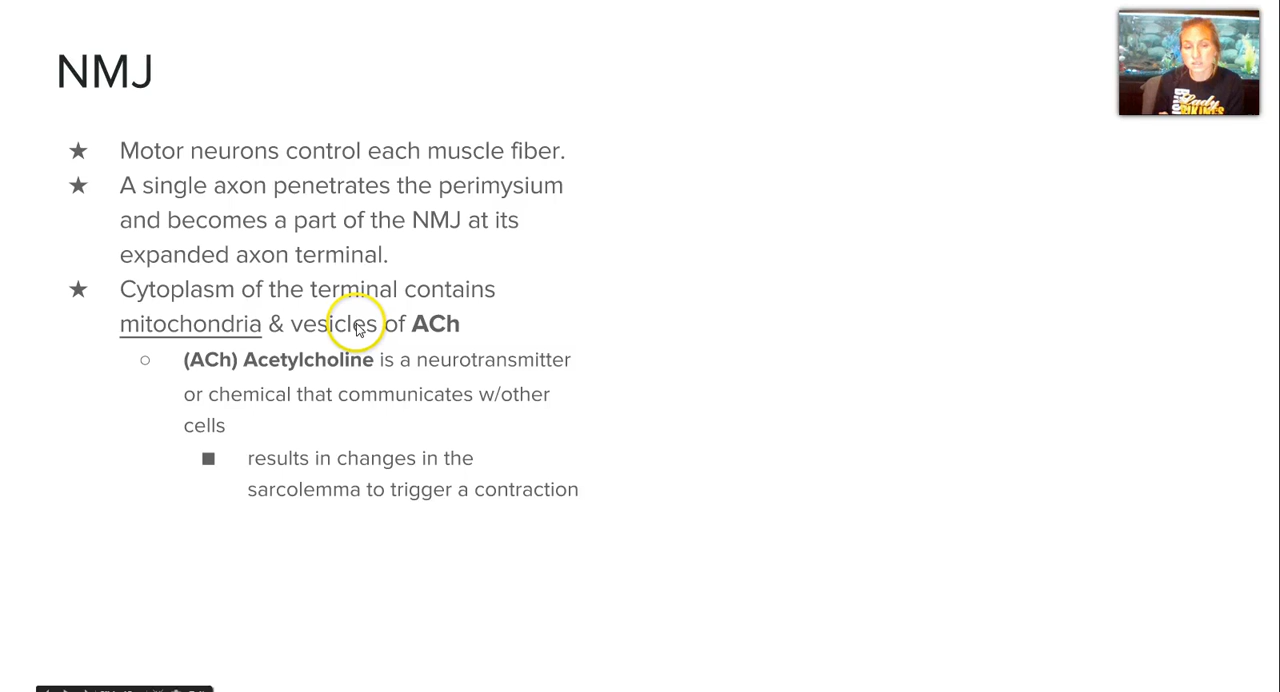 NMJ
★ Motor neurons control each muscle fiber.
★ A single axon penetrates the perimysium
and becomes a part of the NMJ at its
expanded axon terminal.
★ Cytoplasm of the terminal contains
mitochondria & vesicles of ACh
○ (ACh) Acetylcholine is a neurotransmitter
or chemical that communicates w/other
cells
■ results in changes in the
sarcolemma to trigger a contraction
Lady